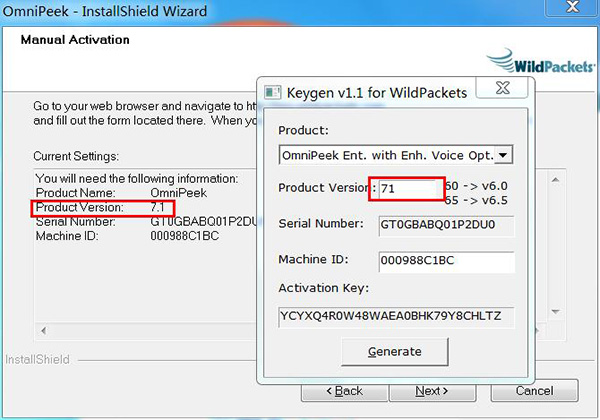 OmniPeek - InstallShield Wizard
Manual Activation
WildPackets
Go to your web browser and navigate to
and fill out the form located there. When
Current Settings:
You will need the following information:
Product Name: OmniPeek
Product Version: 7.1
Serial Number: GT0GBABQ01P2DU
Machine ID: 000988C1BC
InstallShield
< Back
Next >
Cancel
Keygen v1.1 for WildPackets
Product:
OmniPeek Ent. with Enh. Voice Opt.
Product Version: 71 60 -> v6.0
65 -> v6.5
Serial Number: GT0GBABQ01P2DU0
Machine ID: 000988C1BC
Activation Key:
YCYXQ4R0W48WAEA0BHK79Y8CHLTZ
Generate